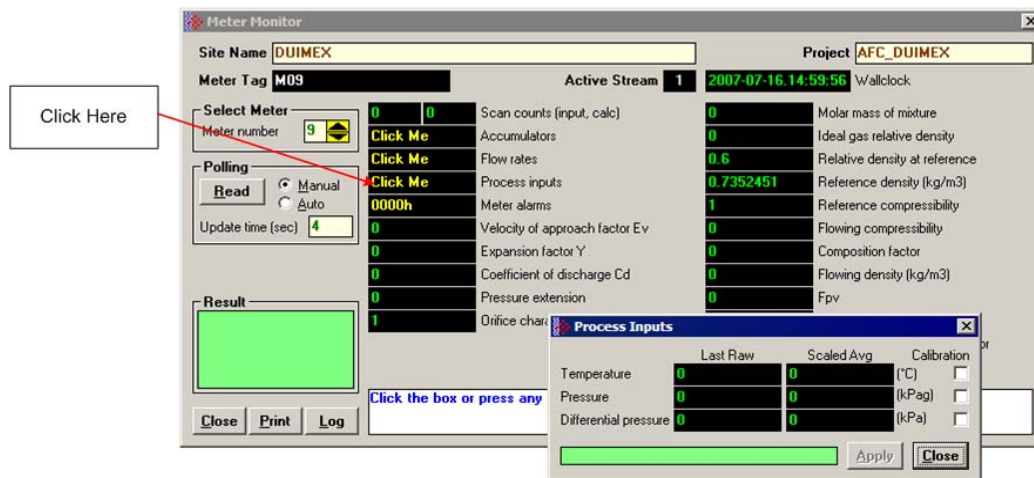 Meter Monitor
Site Name DUIMEX Project AFC_DUIMEX
Meter Tag M09 Active Stream 1 2007-07-16.14:59:56 Wallclock
Click Here
Select Meter
Meter number 9
Polling
Read Manual
Auto
Update time (sec) 4
Result
Close Print Log
0 0 Scan counts (input, calc)
Click Me Accumulators
Click Me Flow rates
Click Me Process inputs
0000h Meter alarms
0 Velocity of approach factor Ev
0 Expansion factor Y
0 Coefficient of discharge Cd
0 Pressure extension
1 Orifice chara
0 Molar mass of mixture
0 Ideal gas relative density
0.6 Relative density at reference
0.7352451 Reference density (kg/m3)
1 Reference compressibility
0 Flowing compressibility
0 Composition factor
0 Flowing density (kg/m3)
0 Fpv
or
Click the box or press any
Process Inputs
Last Raw Scaled Avg Calibration
Temperature 0 0 (°C)
Pressure 0 0 (kPag)
Differential pressure 0 0 (kPa)
Apply Close